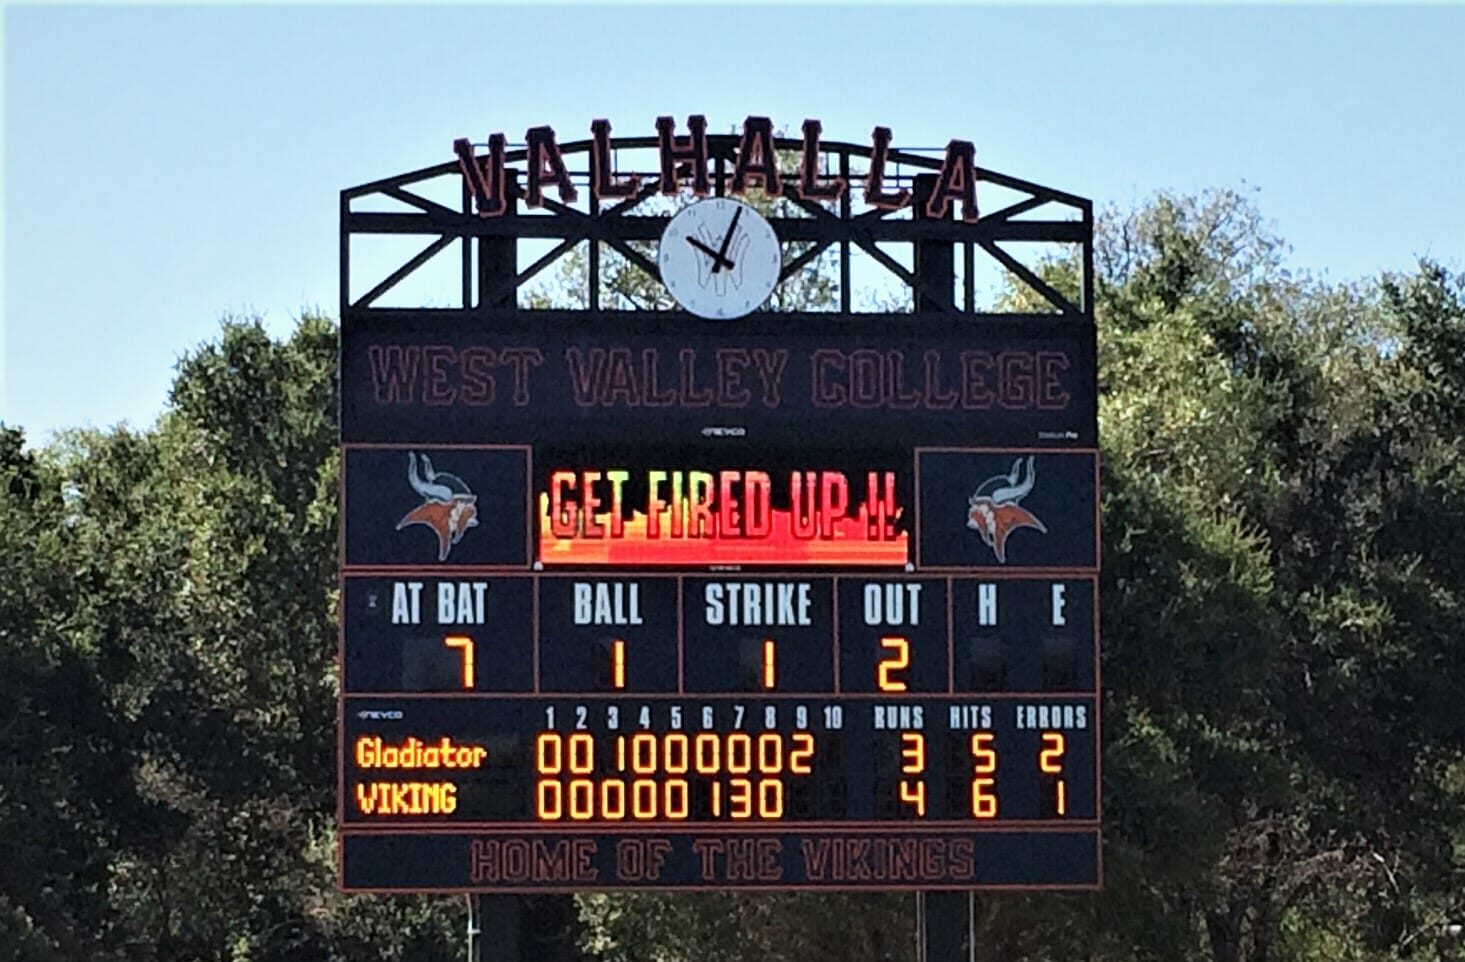 VALHALLA
WEST VALLEY COLLEGE
NEVCO
GET FIRED UP !!
AT BAT BALL STRIKE OUT H E
7 1 1 2
NEVCO 1 2 3 4 5 6 7 8 9 10 RUNS HITS ERRORS
Gladiator 0 0 1 0 0 0 0 0 2 3 5 2
VIKING 0 0 0 0 0 1 3 0 4 6 1
HOME OF THE VIKINGS